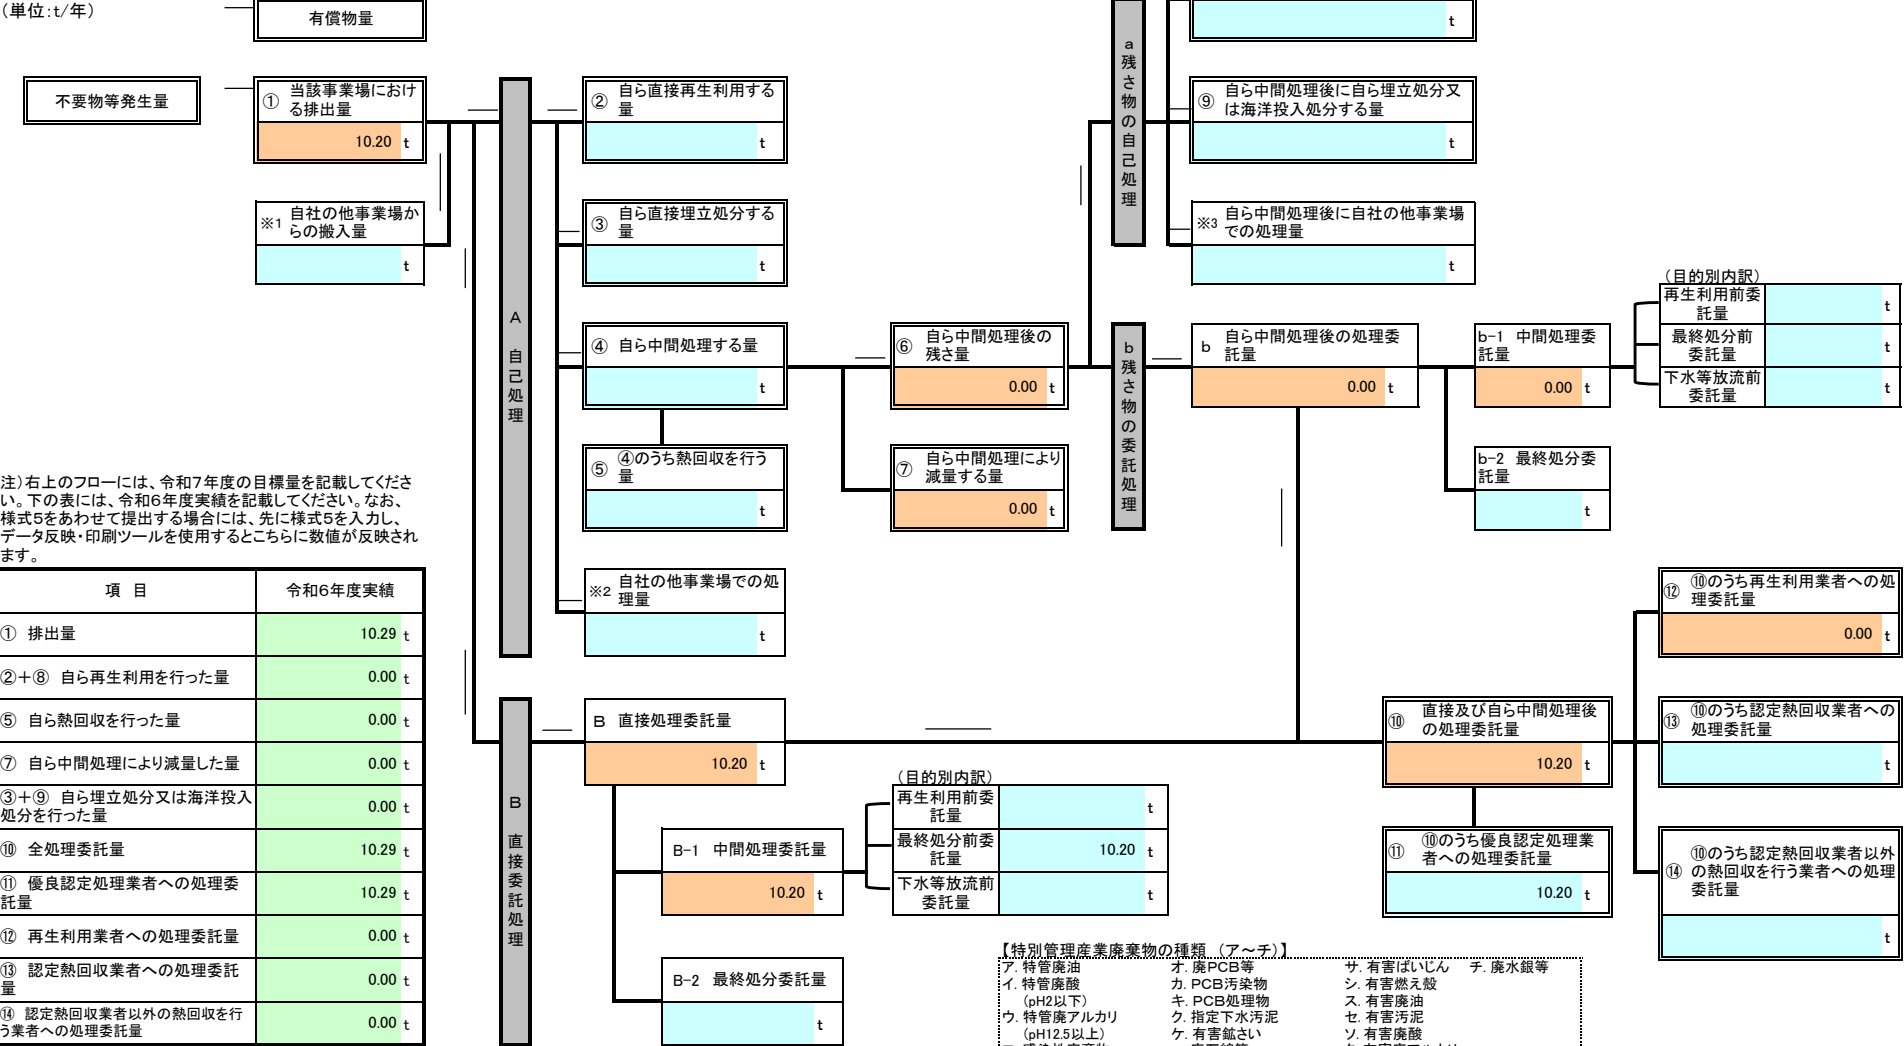 （単位：t/年）
有償物量
t
不要物等発生量
① 当該事業場におけ
る排出量
10.20 t
※1 自社の他事業場か
らの搬入量
t
A 自己処理
② 自ら直接再生利用する
量
t
③ 自ら直接埋立処分する
量
t
④ 自ら中間処理する量
t
⑤ ④のうち熱回収を行う
量
t
※2 自社の他事業場での処
理量
t
⑥ 自ら中間処理後の
残さ量
0.00 t
⑦ 自ら中間処理により
減量する量
0.00 t
a 残さ物の自己処理
⑨ 自ら中間処理後に自ら埋立処分又
は海洋投入処分する量
t
※3 自ら中間処理後に自社の他事業場
での処理量
t
b 残さ物の委託処理
b 自ら中間処理後の処理委
託量
0.00 t
b-1 中間処理委
託量
0.00 t
b-2 最終処分委
託量
t
（目的別内訳）
再生利用前委
託量
t
最終処分前
委託量
t
下水等放流前
委託量
t
注）右上のフローには、令和7年度の目標量を記載してくださ
い。下の表には、令和6年度実績を記載してください。なお、
様式5をあわせて提出する場合には、先に様式5を入力し、
データ反映・印刷ツールを使用するとこちらに数値が反映され
ます。
項 目 令和6年度実績
① 排出量 10.29 t
②＋⑧ 自ら再生利用を行った量 0.00 t
⑤ 自ら熱回収を行った量 0.00 t
⑦ 自ら中間処理により減量した量 0.00 t
③＋⑨ 自ら埋立処分又は海洋投入
処分を行った量 0.00 t
⑩ 全処理委託量 10.29 t
⑪ 優良認定処理業者への処理委
託量 10.29 t
⑫ 再生利用業者への処理委託量 0.00 t
⑬ 認定熱回収業者への処理委託
量 0.00 t
⑭ 認定熱回収業者以外の熱回収を行
う業者への処理委託量 0.00 t
B 直接委託処理
B 直接処理委託量
10.20 t
B-1 中間処理委託量
10.20 t
B-2 最終処分委託量
t
（目的別内訳）
再生利用前委
託量
t
最終処分前委
託量
10.20 t
下水等放流前
委託量
t
⑩ 直接及び自ら中間処理後
の処理委託量
10.20 t
⑪ ⑩のうち優良認定処理業
者への処理委託量
10.20 t
⑫ ⑩のうち再生利用業者への処
理委託量
0.00 t
⑬ ⑩のうち認定熱回収業者への
処理委託量
t
⑭ ⑩のうち認定熱回収業者以外
の熱回収を行う業者への処理
委託量
t
【特別管理産業廃棄物の種類 （ア～チ）】
ア. 特管廃油 オ. 廃PCB等 サ. 有害ばいじん チ. 廃水銀等
イ. 特管廃酸 カ. PCB汚染物 シ. 有害燃え殻
（pH2以下） キ. PCB処理物 ス. 有害廃油
ウ. 特管廃アルカリ ク. 指定下水汚泥 セ. 有害汚泥
（pH12.5以上） ケ. 有害鉱さい ソ. 有害廃酸